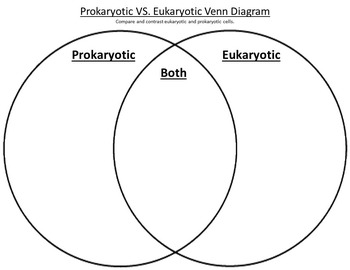 Prokaryotic VS. Eukaryotic Venn Diagram
Compare and contrast eukaryotic and prokaryotic cells.
Prokaryotic
Eukaryotic
Both